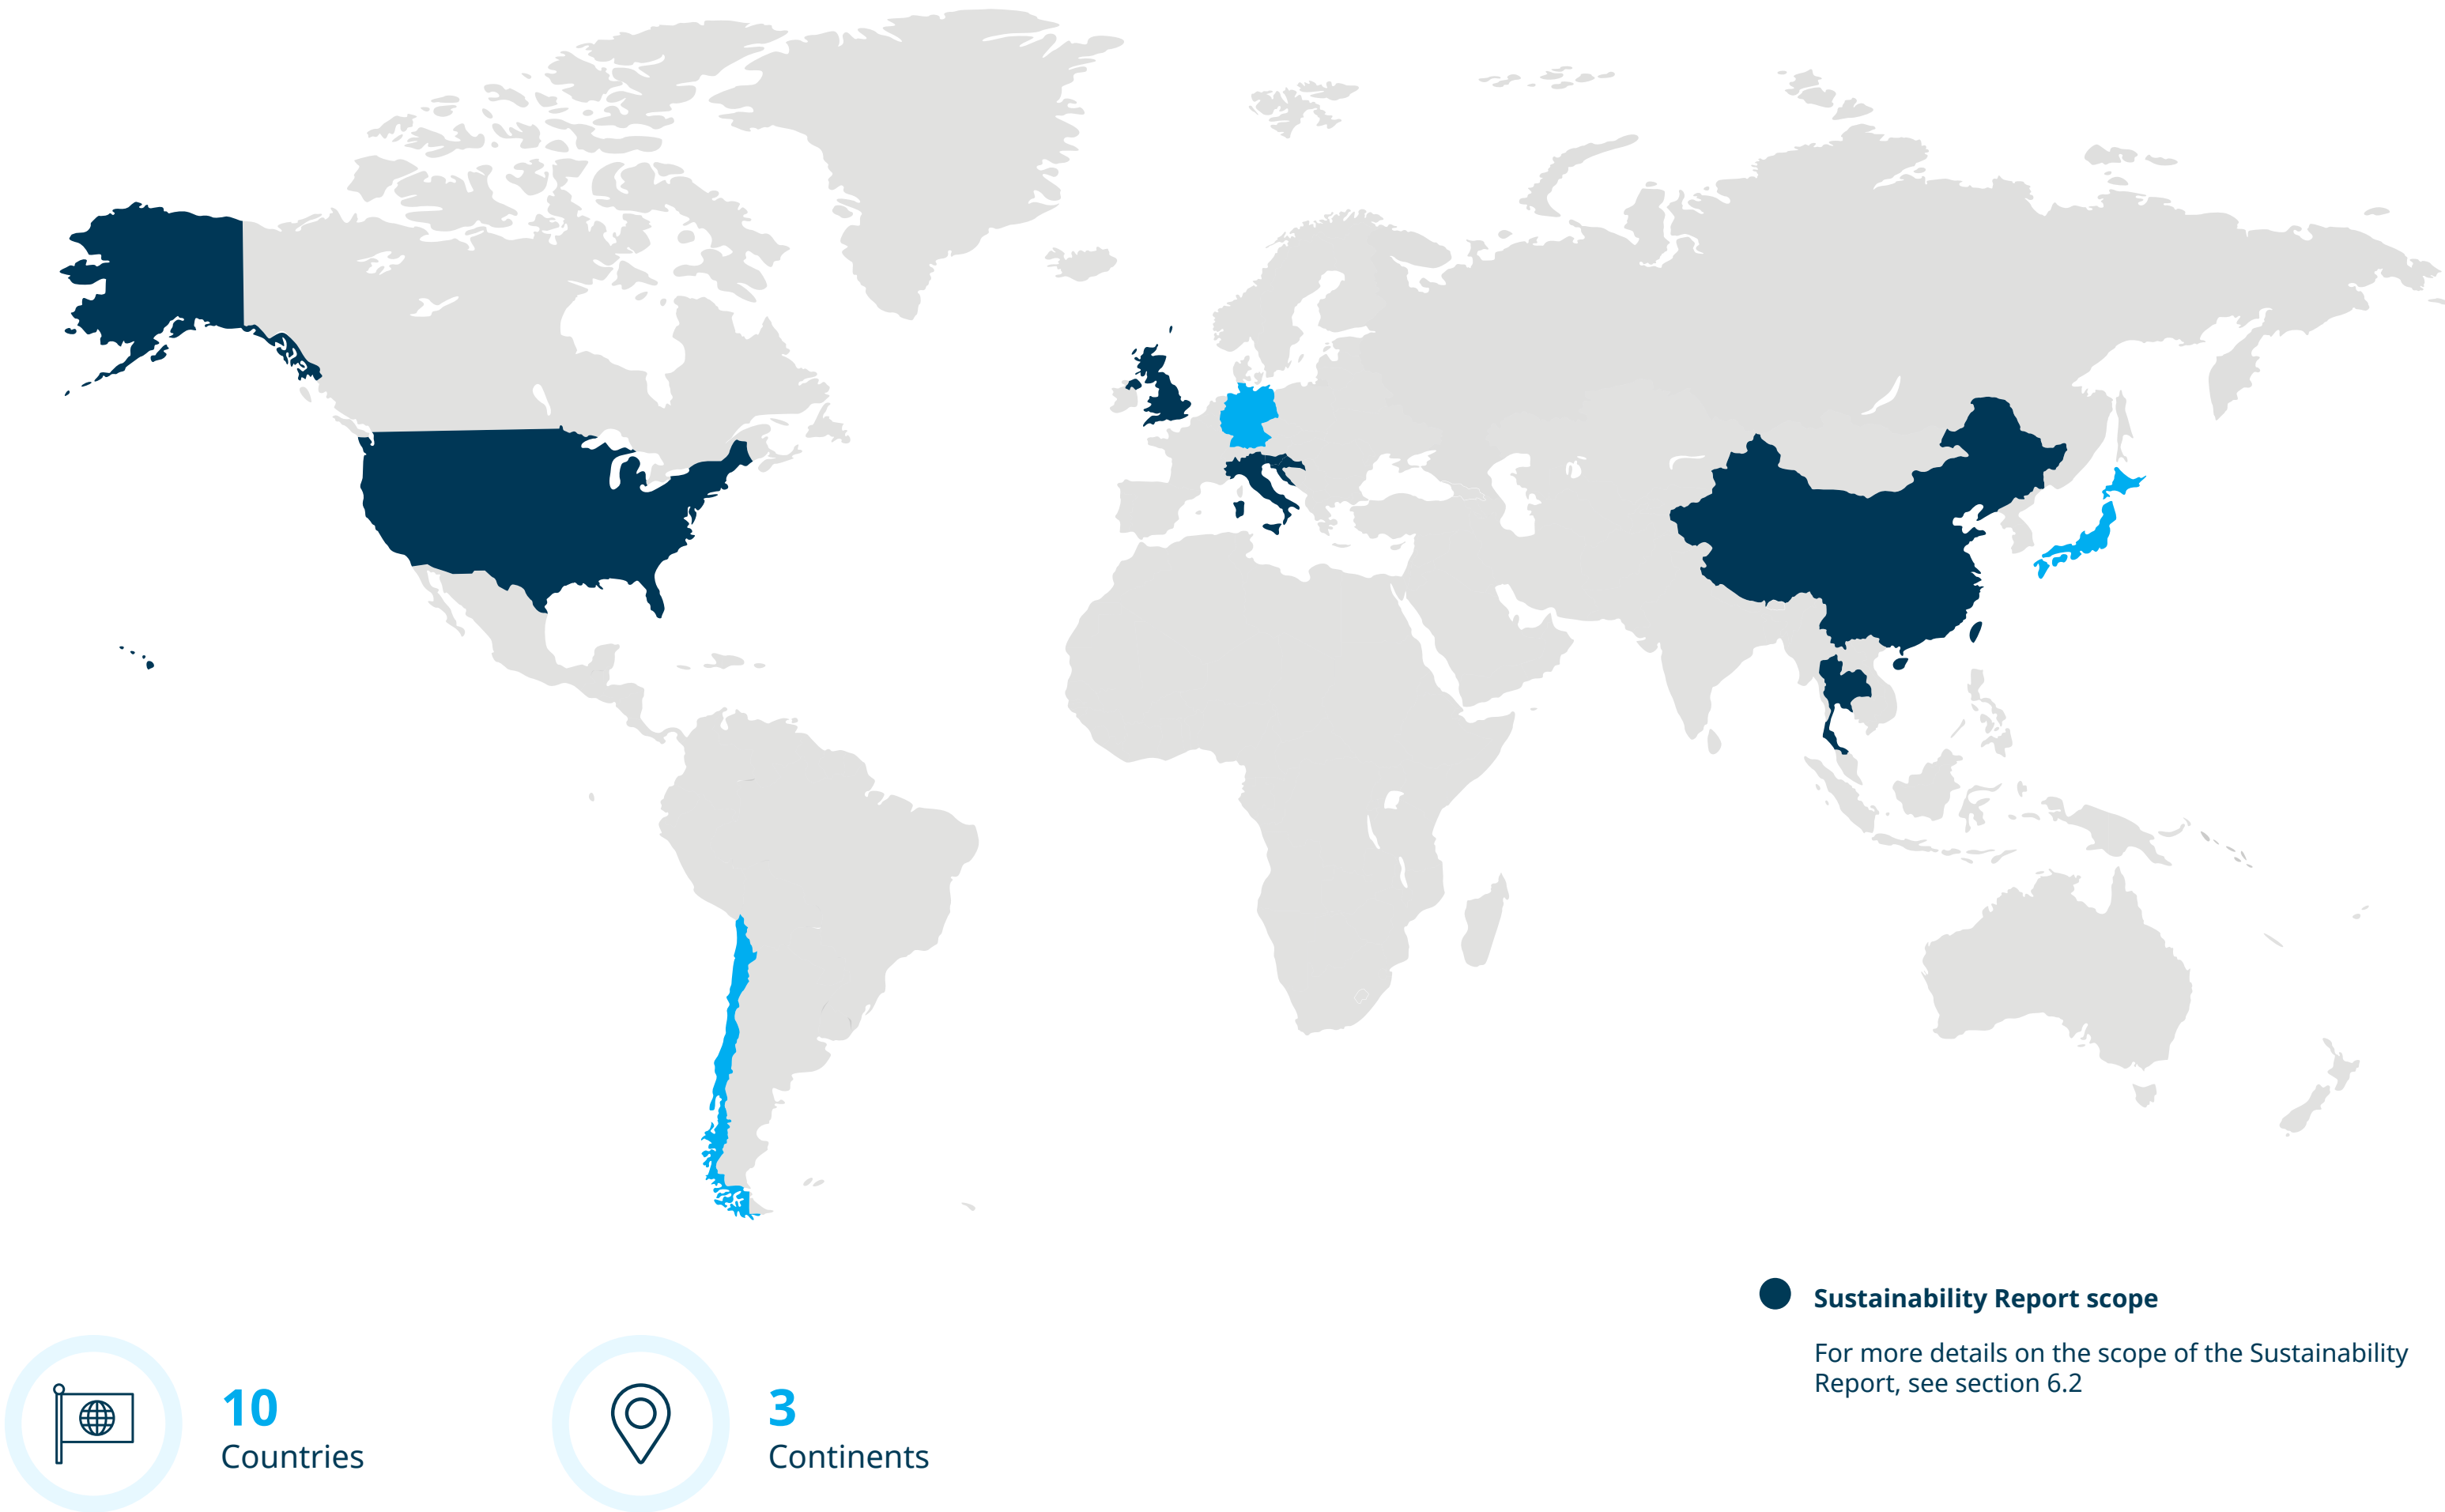 Sustainability Report scope
For more details on the scope of the Sustainability
Report, see section 6.2
10
Countries
3
Continents